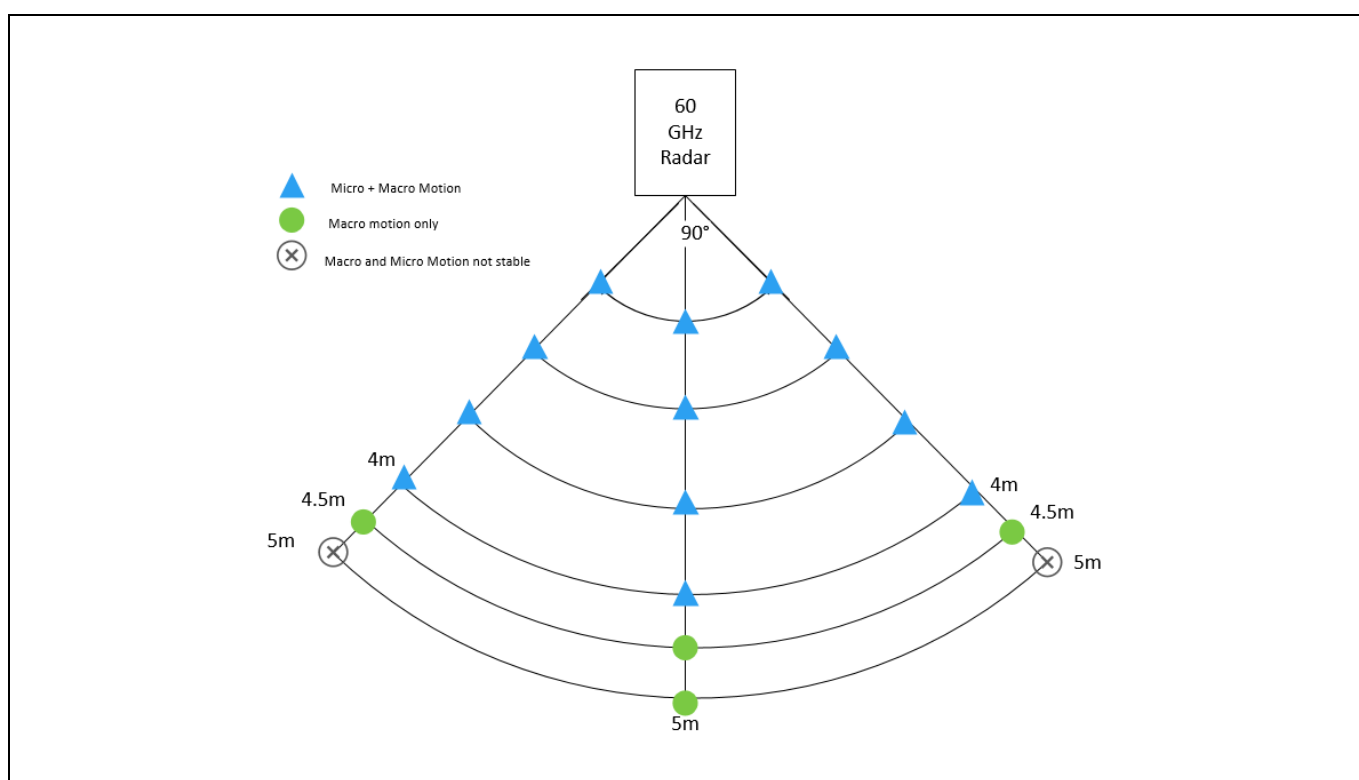 60
GHz
Radar
90°
Micro + Macro Motion
Macro motion only
Macro and Micro Motion not stable
4m
4.5m
5m
4m
4.5m
5m
5m